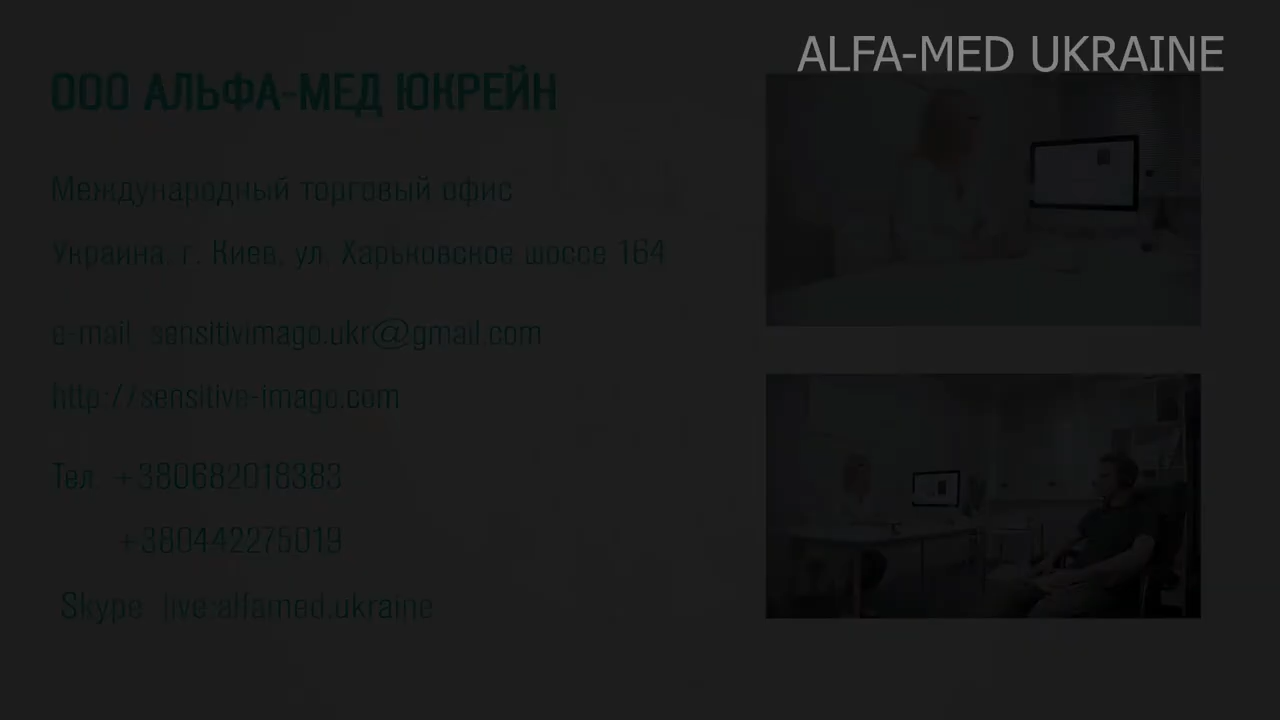 ALFA-MED UKRAINE
ООО АЛЬФА-МЕД ЮКРЕЙН
Международный торговый офис
Украина, г. Киев, ул. Харьковское шоссе 164
e-mail: sensitivimago.ukr@gmail.com
http://sensitive-imago.com
Тел. +380682018383
+380442275019
Skype live:alfamed.ukraine